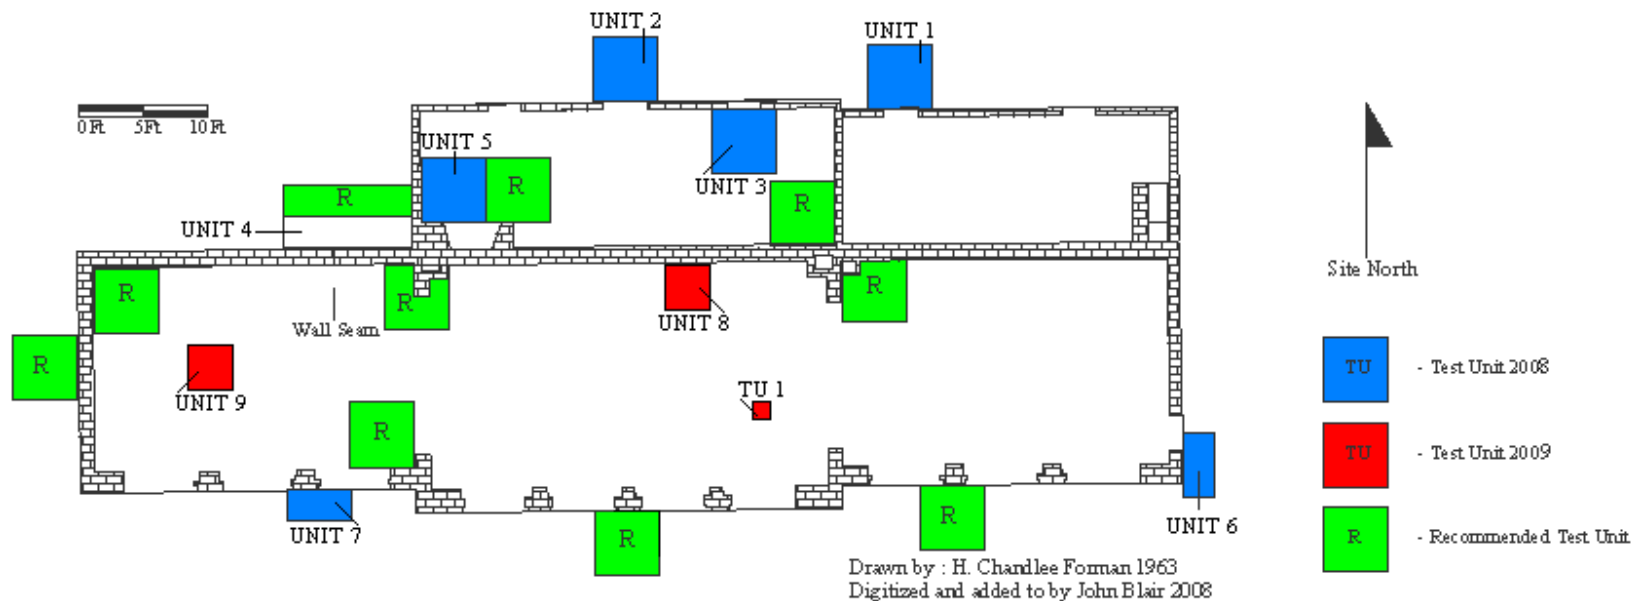 UNIT 2
UNIT 1
0 Ft
5 Ft
10 Ft
UNIT 5
R
UNIT 3
R
R
UNIT 4
Site North
R
R
R
Wall Seam
UNIT 8
R
UNIT 9
TU 1
TU
- Test Unit 2008
R
TU
- Test Unit 2009
UNIT 7
R
R
UNIT 6
R
- Recommended Test Unit
Drawn by : H. Chandlee Forman 1963
Digitized and added to by John Blair 2008